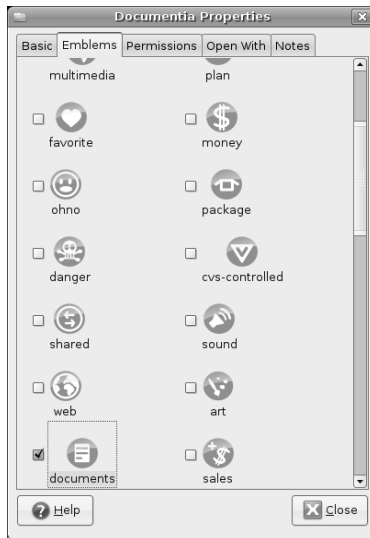 Documentia Properties
Basic Emblems Permissions Open With Notes
multimedia plan
favorite money
ohno package
danger cvs-controlled
shared sound
web art
documents sales
Help Close